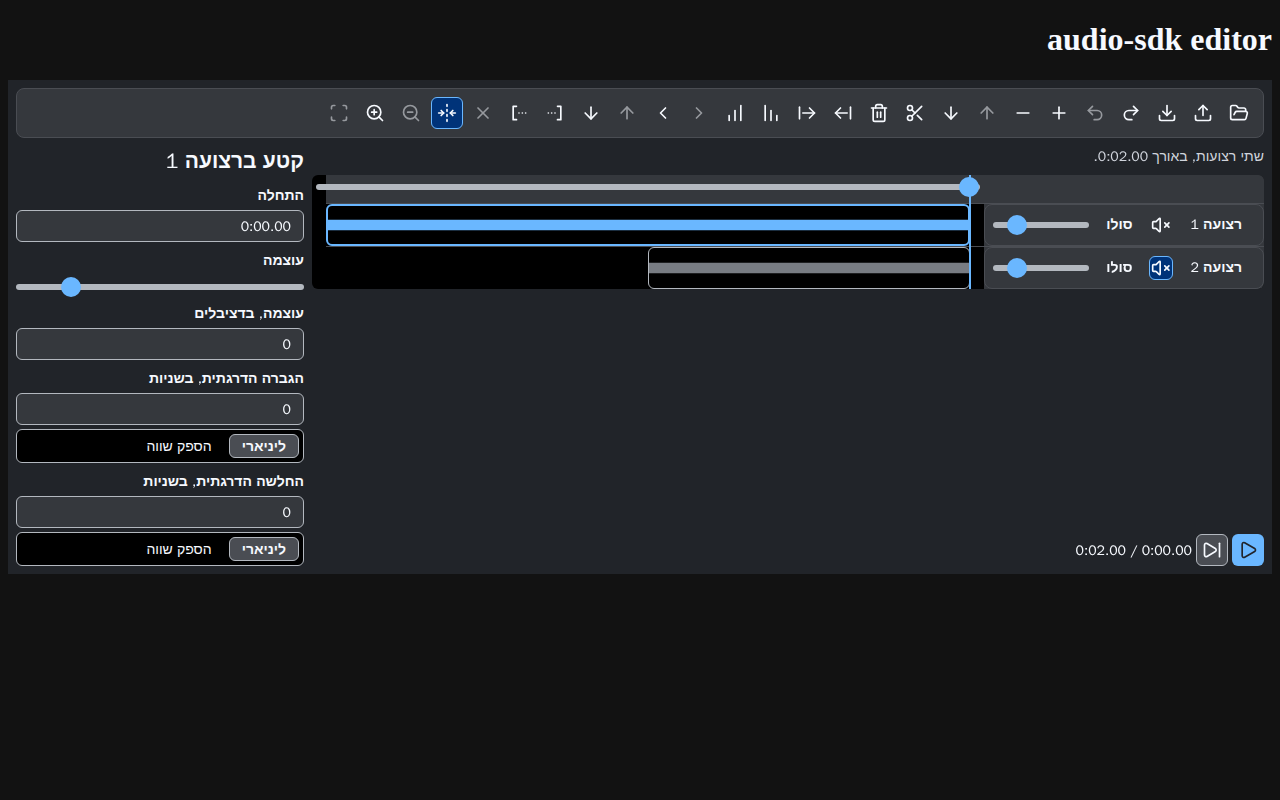 audio-sdk editor
שתי רצועות, באורך 0:02.00.
רצועה 1
סולו
רצועה 2
סולו
0:00.00 / 0:02.00
קטע ברצועה 1
התחלה
0:00.00
עוצמה
עוצמה, בדציבלים
0
הגברה הדרגתית, בשניות
0
ליניארי הספק שווה
החלשה הדרגתית, בשניות
0
ליניארי הספק שווה